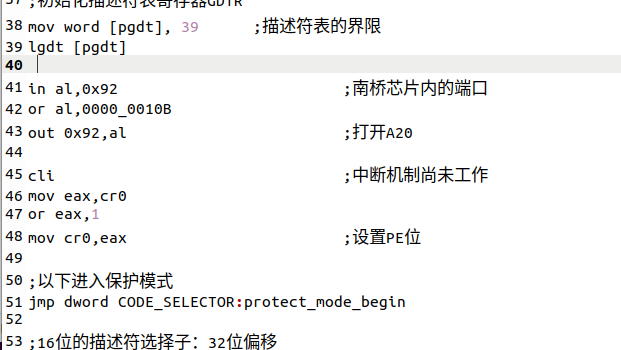 37 ;初始化描述符表寄存器GDTR
38 mov word [pgdt], 39 ;描述符表的界限
39 lgdt [pgdt]
40
41 in al,0x92 ;南桥芯片内的端口
42 or al,0000_0010B
43 out 0x92,al ;打开A20
44
45 cli ;中断机制尚未工作
46 mov eax,cr0
47 or eax,1
48 mov cr0,eax ;设置PE位
49
50 ;以下进入保护模式
51 jmp dword CODE_SELECTOR:protect_mode_begin
52
53 ;16位的描述符选择子：32位偏移